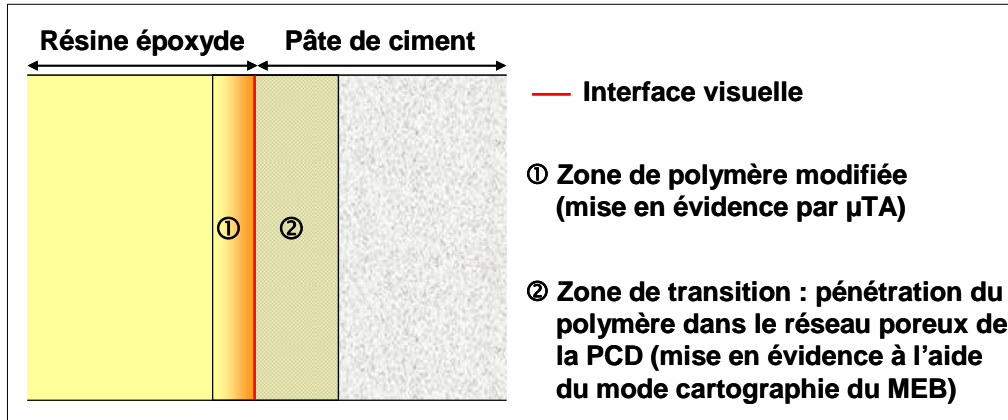 Résine époxyde
Pâte de ciment
Interface visuelle
① Zone de polymère modifiée
(mise en évidence par µTA)
① ②
② Zone de transition : pénétration du
polymère dans le réseau poreux de
la PCD (mise en évidence à l’aide
du mode cartographie du MEB)